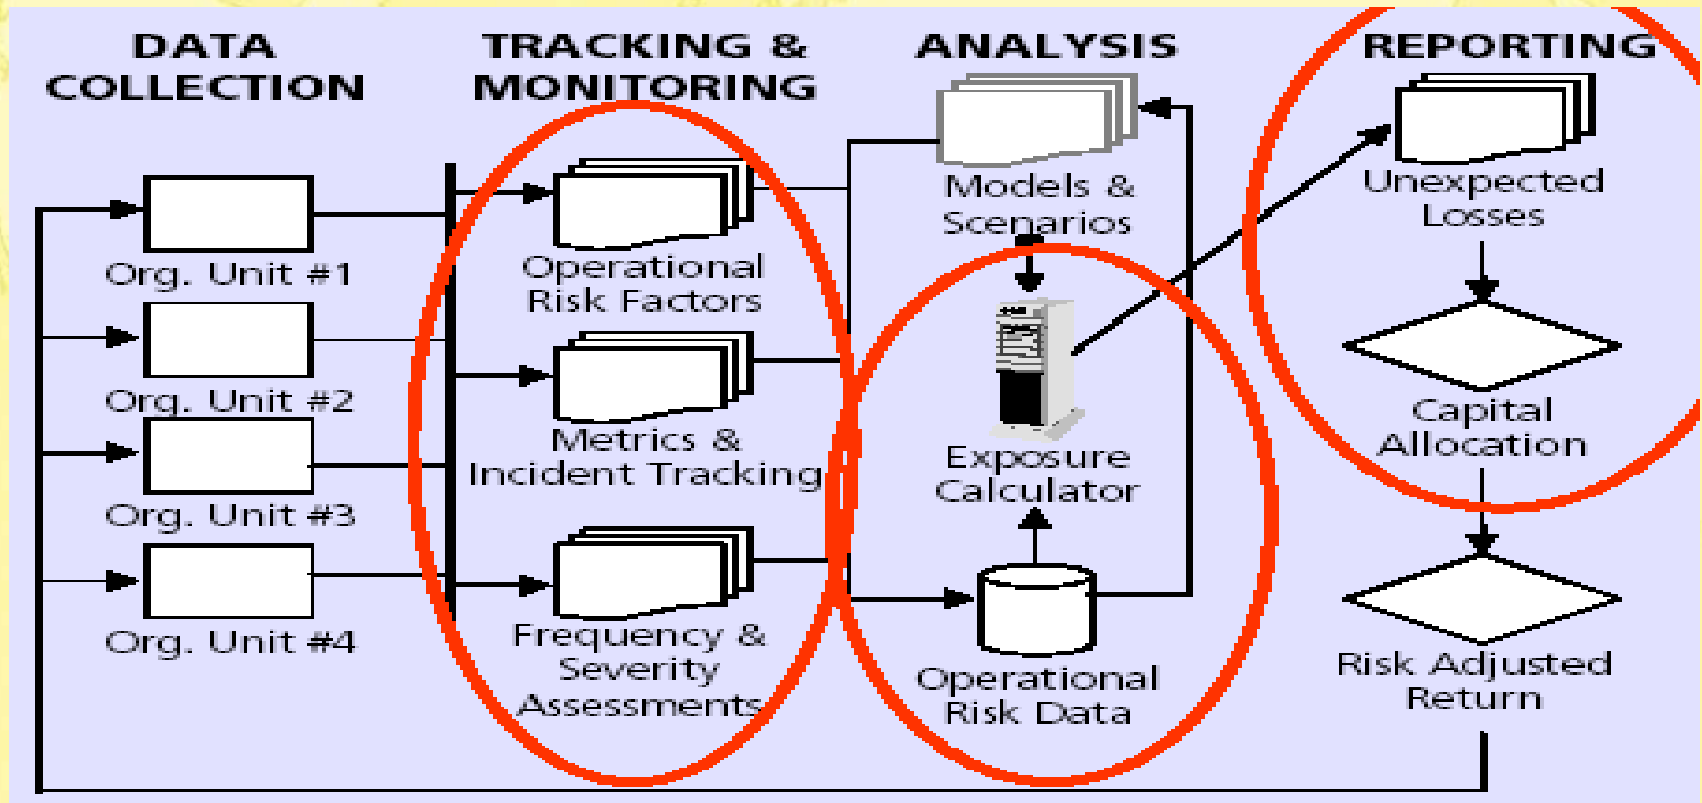 DATA
COLLECTION
Org. Unit #1
Org. Unit #2
Org. Unit #3
Org. Unit #4
TRACKING &
MONITORING
Operational
Risk Factors
Metrics &
Incident Tracking
Frequency &
Severity
Assessments
ANALYSIS
Models &
Scenarios
Exposure
Calculator
Operational
Risk Data
REPORTING
Unexpected
Losses
Capital
Allocation
Risk Adjusted
Return